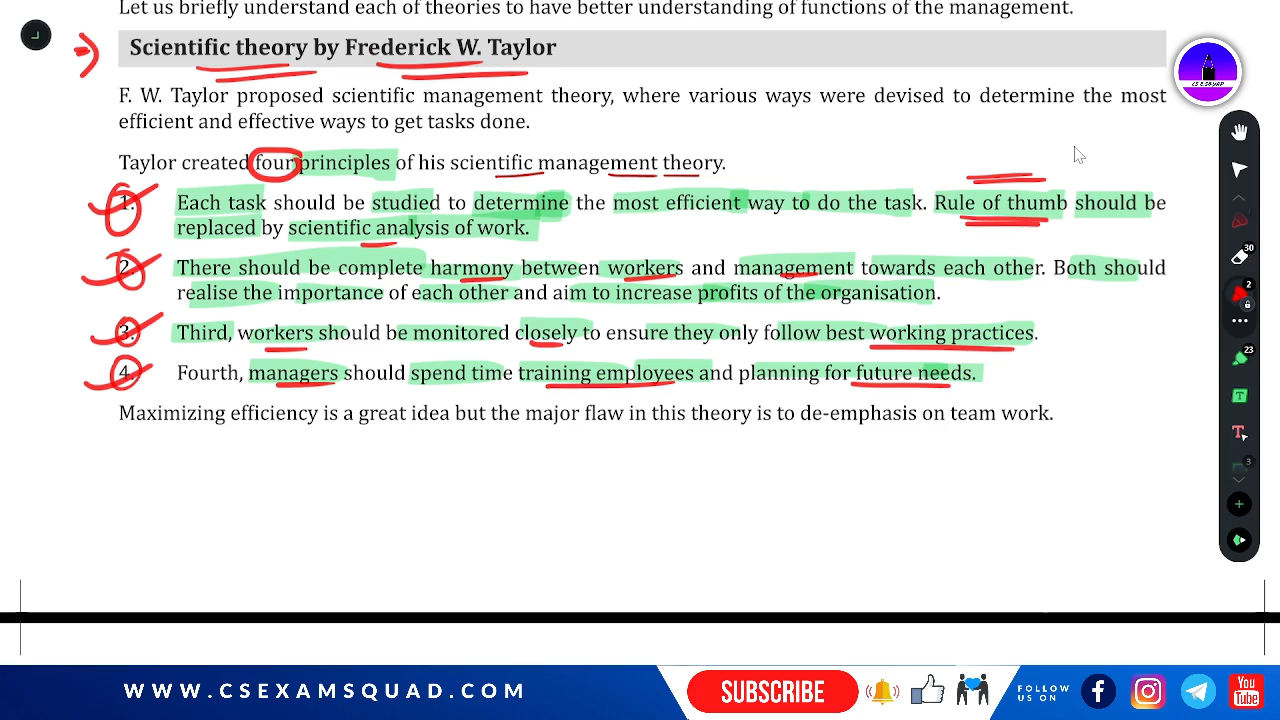 Let us briefly understand each of theories to have better understanding of functions of the management.
Scientific theory by Frederick W. Taylor
F. W. Taylor proposed scientific management theory, where various ways were devised to determine the most
efficient and effective ways to get tasks done.
Taylor created four principles of his scientific management theory.
1. Each task should be studied to determine the most efficient way to do the task. Rule of thumb should be
replaced by scientific analysis of work.
2. There should be complete harmony between workers and management towards each other. Both should
realise the importance of each other and aim to increase profits of the organisation.
3. Third, workers should be monitored closely to ensure they only follow best working practices.
4. Fourth, managers should spend time training employees and planning for future needs.
Maximizing efficiency is a great idea but the major flaw in this theory is to de-emphasis on team work.
CS ESQUAD
30
2
23
T
T
3
WWW.CSEXAMSQUAD.COM
SUBSCRIBE
FOLLOW
US ON
You
Tube